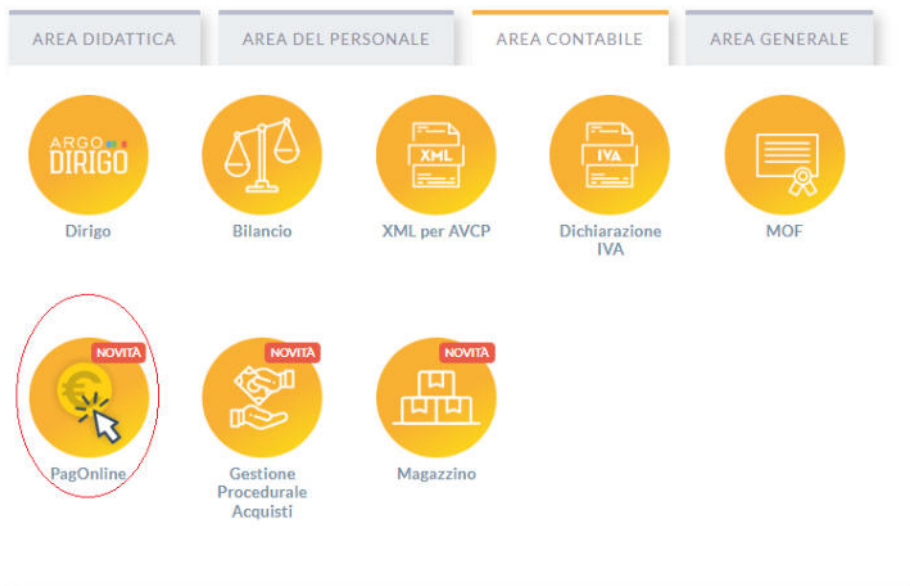 AREA DIDATTICA
AREA DEL PERSONALE
AREA CONTABILE
AREA GENERALE
ARGO
DIRIGO
XML
IVA
Dirigo
Bilancio
XML per AVCP
Dichiarazione
IVA
MOF
NOVITÀ
NOVITÀ
NOVITÀ
€
PagOnline
Gestione
Procedurale
Acquisti
Magazzino